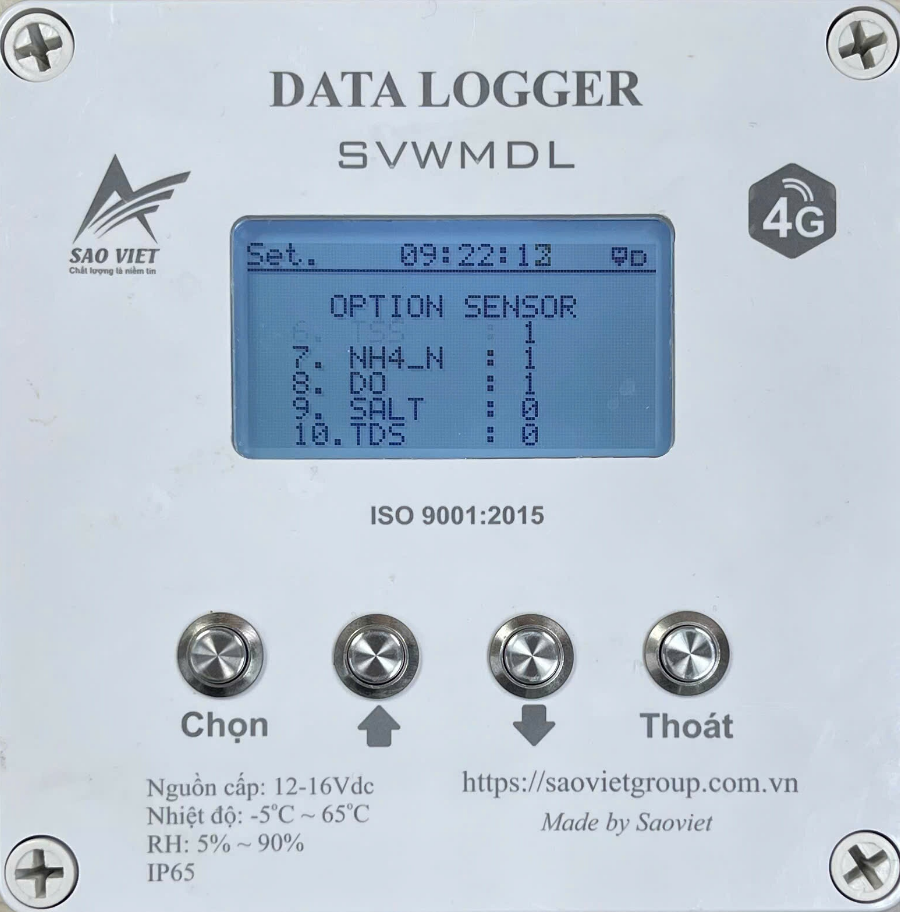 DATA LOGGER
SVWMDL
SAO VIET
Chất lượng là niềm tin
4G
Set. 09:22:13
OPTION SENSOR
6. TSS : 1
7. NH4_N : 1
8. DO : 1
9. SALT : 0
10. TDS : 0
ISO 9001:2015
Chọn
Thoát
Nguồn cấp: 12-16Vdc
Nhiệt độ: -5°C ~ 65°C
RH: 5% ~ 90%
IP65
https://saovietgroup.com.vn
Made by Saoviet